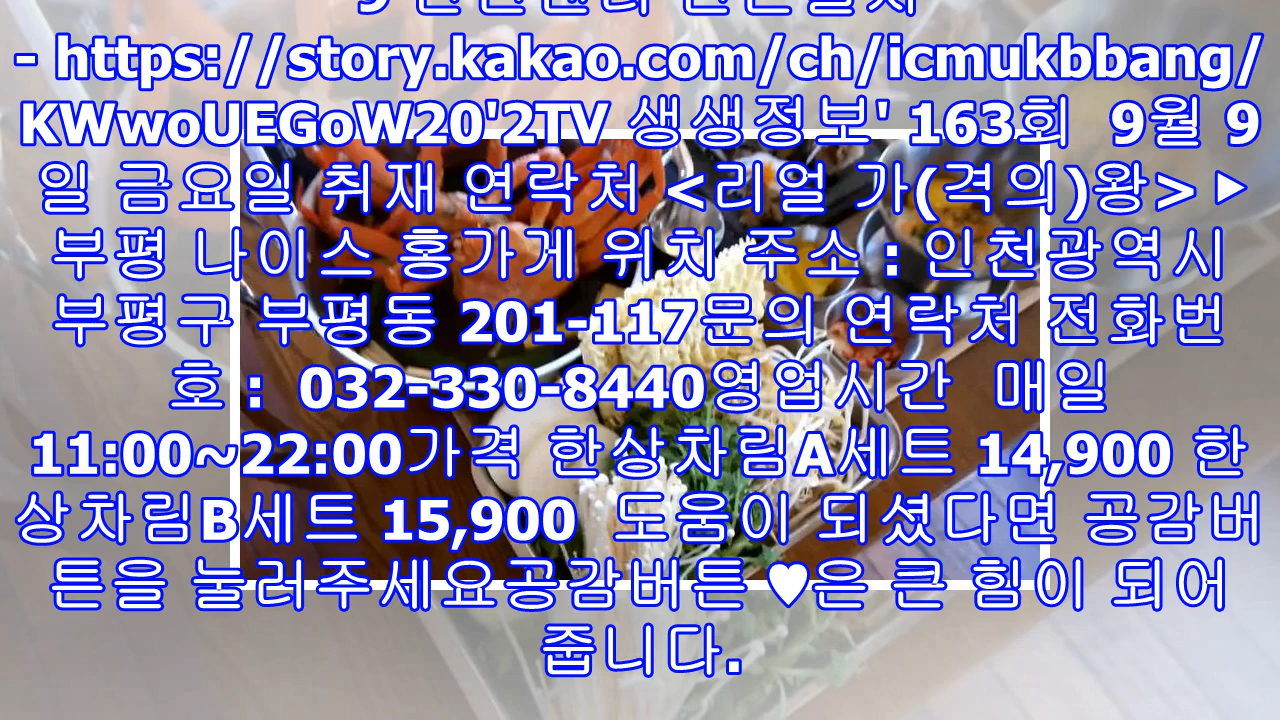 - https://story.kakao.com/ch/icmukbbang/
KWwoUEGoW20'2TV 생생정보' 163회  9월 9
일 금요일 취재 연락처 <리얼 가(격의)왕> ▶
부평 나이스 홍가게 위치 주소 : 인천광역시
부평구 부평동 201-117문의 연락처 전화번
호 :  032-330-8440영업시간  매일
11:00~22:00가격 한상차림A세트 14,900 한
상차림B세트 15,900  도움이 되셨다면 공감버
튼을 눌러주세요공감버튼 ♥은 큰 힘이 되어
줍니다.